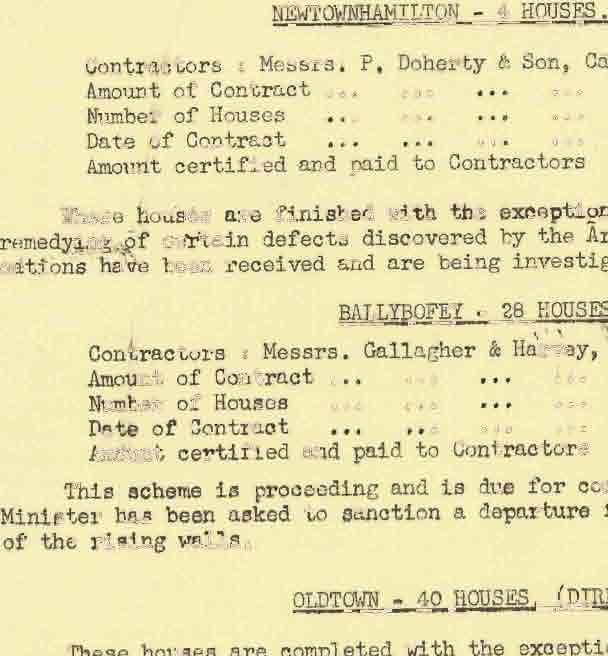 NEWTOWNHAMILTON - 4 HOUSES.
Contractors : Messrs. P. Doherty & Son, Ca
Amount of Contract ... ... ... ...
Number of Houses ... ... ... ...
Date of Contract ... ... ... ...
Amount certified and paid to Contractors
These houses are finished with the exception
remedying of certain defects discovered by the Ar
itions have been received and are being investig
BALLYBOFEY - 28 HOUSES
Contractors : Messrs. Gallagher & Harvey,
Amount of Contract ... ... ... ...
Number of Houses ... ... ... ...
Date of Contract ... ... ... ...
Amount certified and paid to Contractors
This scheme is proceeding and is due for co
Minister has been asked to sanction a departure
of the rising walls.
OLDTOWN - 40 HOUSES, (DIR
These houses are completed with the excepti